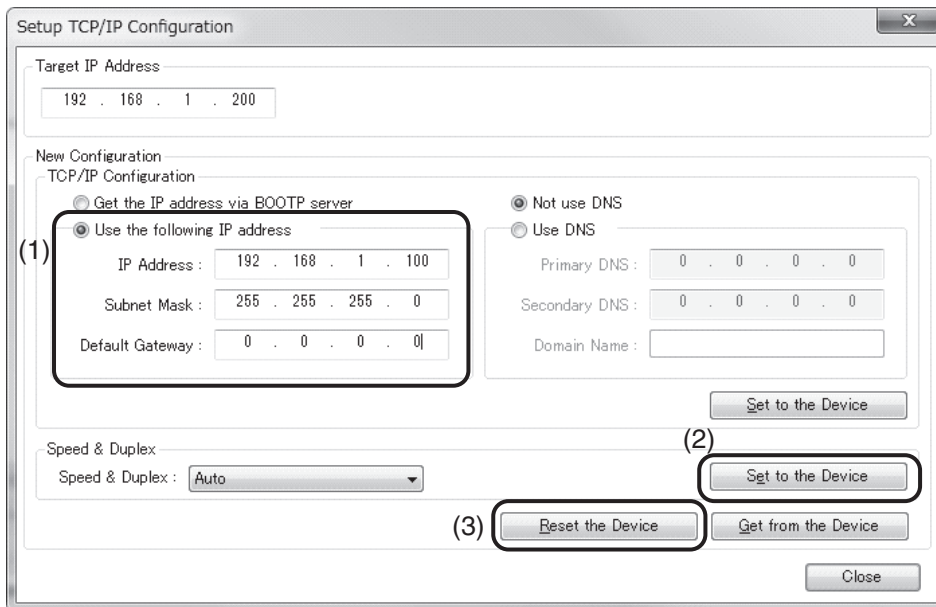 Setup TCP/IP Configuration
X
Target IP Address
192 . 168 . 1 . 200
New Configuration
TCP/IP Configuration
Get the IP address via BOOTP server
(1)
Use the following IP address
IP Address : 192 . 168 . 1 . 100
Subnet Mask : 255 . 255 . 255 . 0
Default Gateway : 0 . 0 . 0 . 0
Not use DNS
Use DNS
Primary DNS : 0 . 0 . 0 . 0
Secondary DNS : 0 . 0 . 0 . 0
Domain Name :
Set to the Device
Speed & Duplex
Speed & Duplex : Auto
(2)
Set to the Device
(3)
Reset the Device
Get from the Device
Close